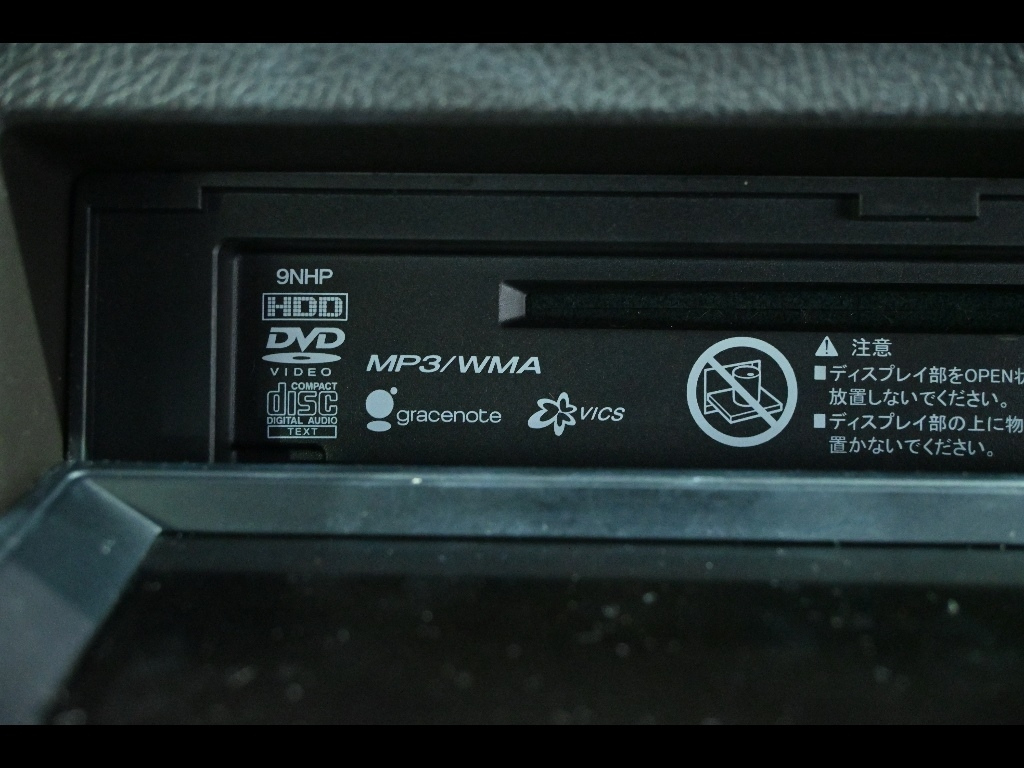 9NHP
HDD
DVD
VIDEO
COMPACT
disc
DIGITAL AUDIO
TEXT
MP3/WMA
gracenote
VICS
注意
■ディスプレイ部をOPEN状
放置しないでください。
■ディスプレイ部の上に物
置かないでください。